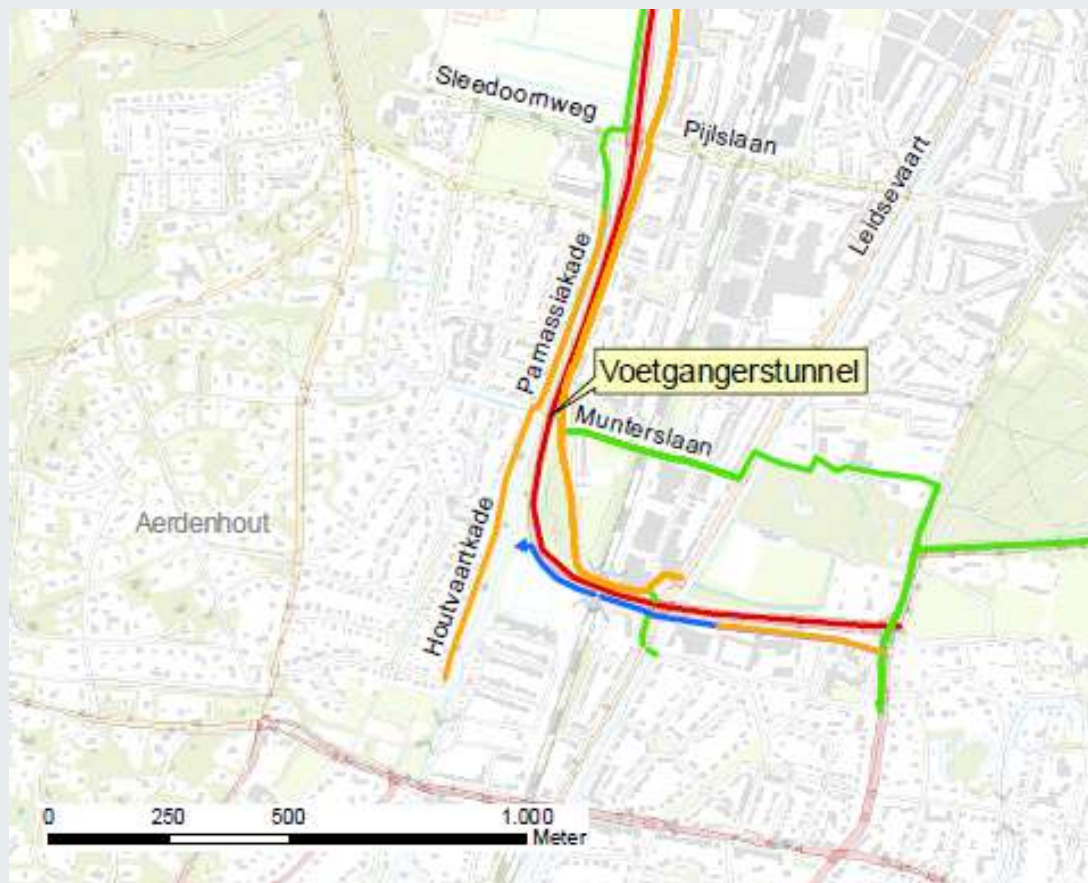 Sleedoornweg
Pijlslaan
Leidsevaart
Parnassiakade
Voetgangerstunnel
Munterslaan
Aerdenhout
Houtvaartkade
0 250 500 1.000
Meter